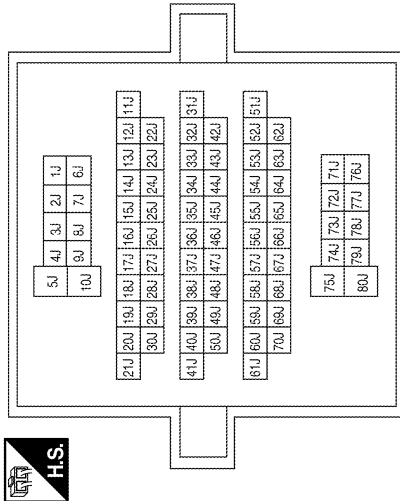 H.S.
5J 4J 3J 2J 1J
10J 9J 8J 7J 6J
21J 20J 19J 18J 17J 16J 15J 14J 13J 12J 11J
30J 29J 28J 27J 26J 25J 24J 23J 22J
41J 40J 39J 38J 37J 36J 35J 34J 33J 32J 31J
50J 49J 48J 47J 46J 45J 44J 43J 42J
61J 60J 59J 58J 57J 56J 55J 54J 53J 52J 51J
70J 69J 68J 67J 66J 65J 64J 63J 62J
75J 74J 73J 72J 71J
80J 79J 78J 77J 76J